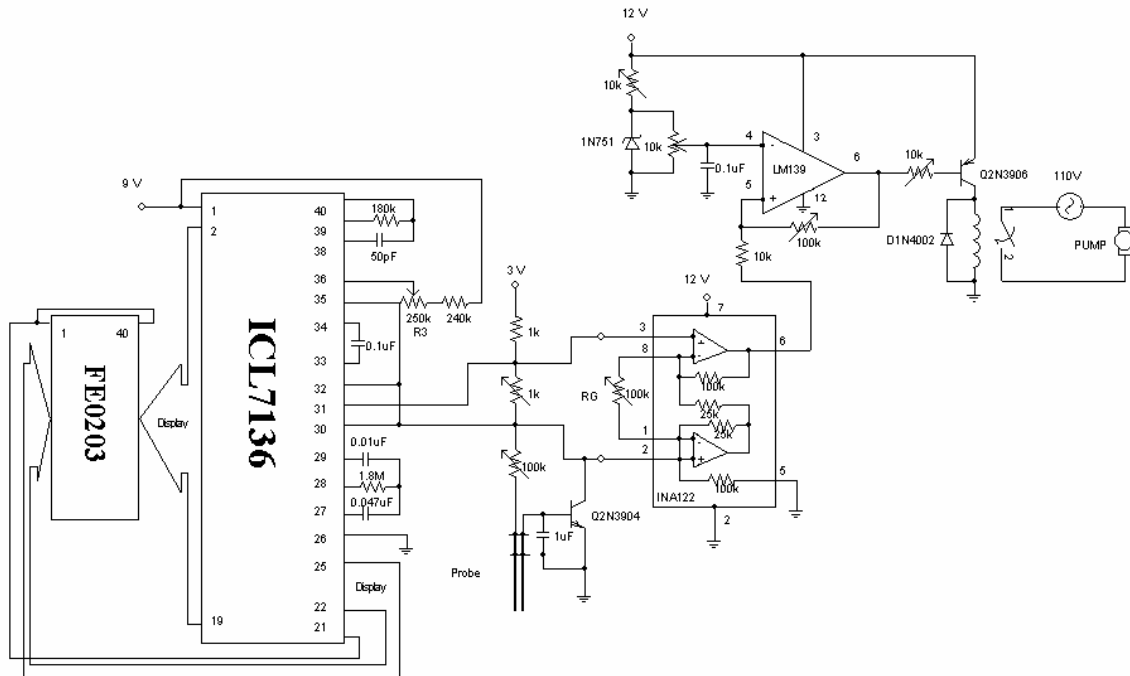 12 V
10k
1N751
10k
0.1uF
4
-
5
+
3
LM139
12
6
10k
Q2N3906
110V
100k
10k
D1N4002
1
2
PUMP
9 V
1
2
19
ICL7136
40
39
38
36
35
34
33
32
31
30
29
28
27
26
25
22
21
180k
50pF
250k
R3
240k
0.1uF
0.01uF
1.8M
0.047uF
Display
1
40
FE0203
Display
3 V
1k
1k
100k
Probe
1uF
Q2N3904
12 V
7
3
8
RG
100k
1
2
+
-
100k
25k
25k
-
+
100k
6
5
INA122
2